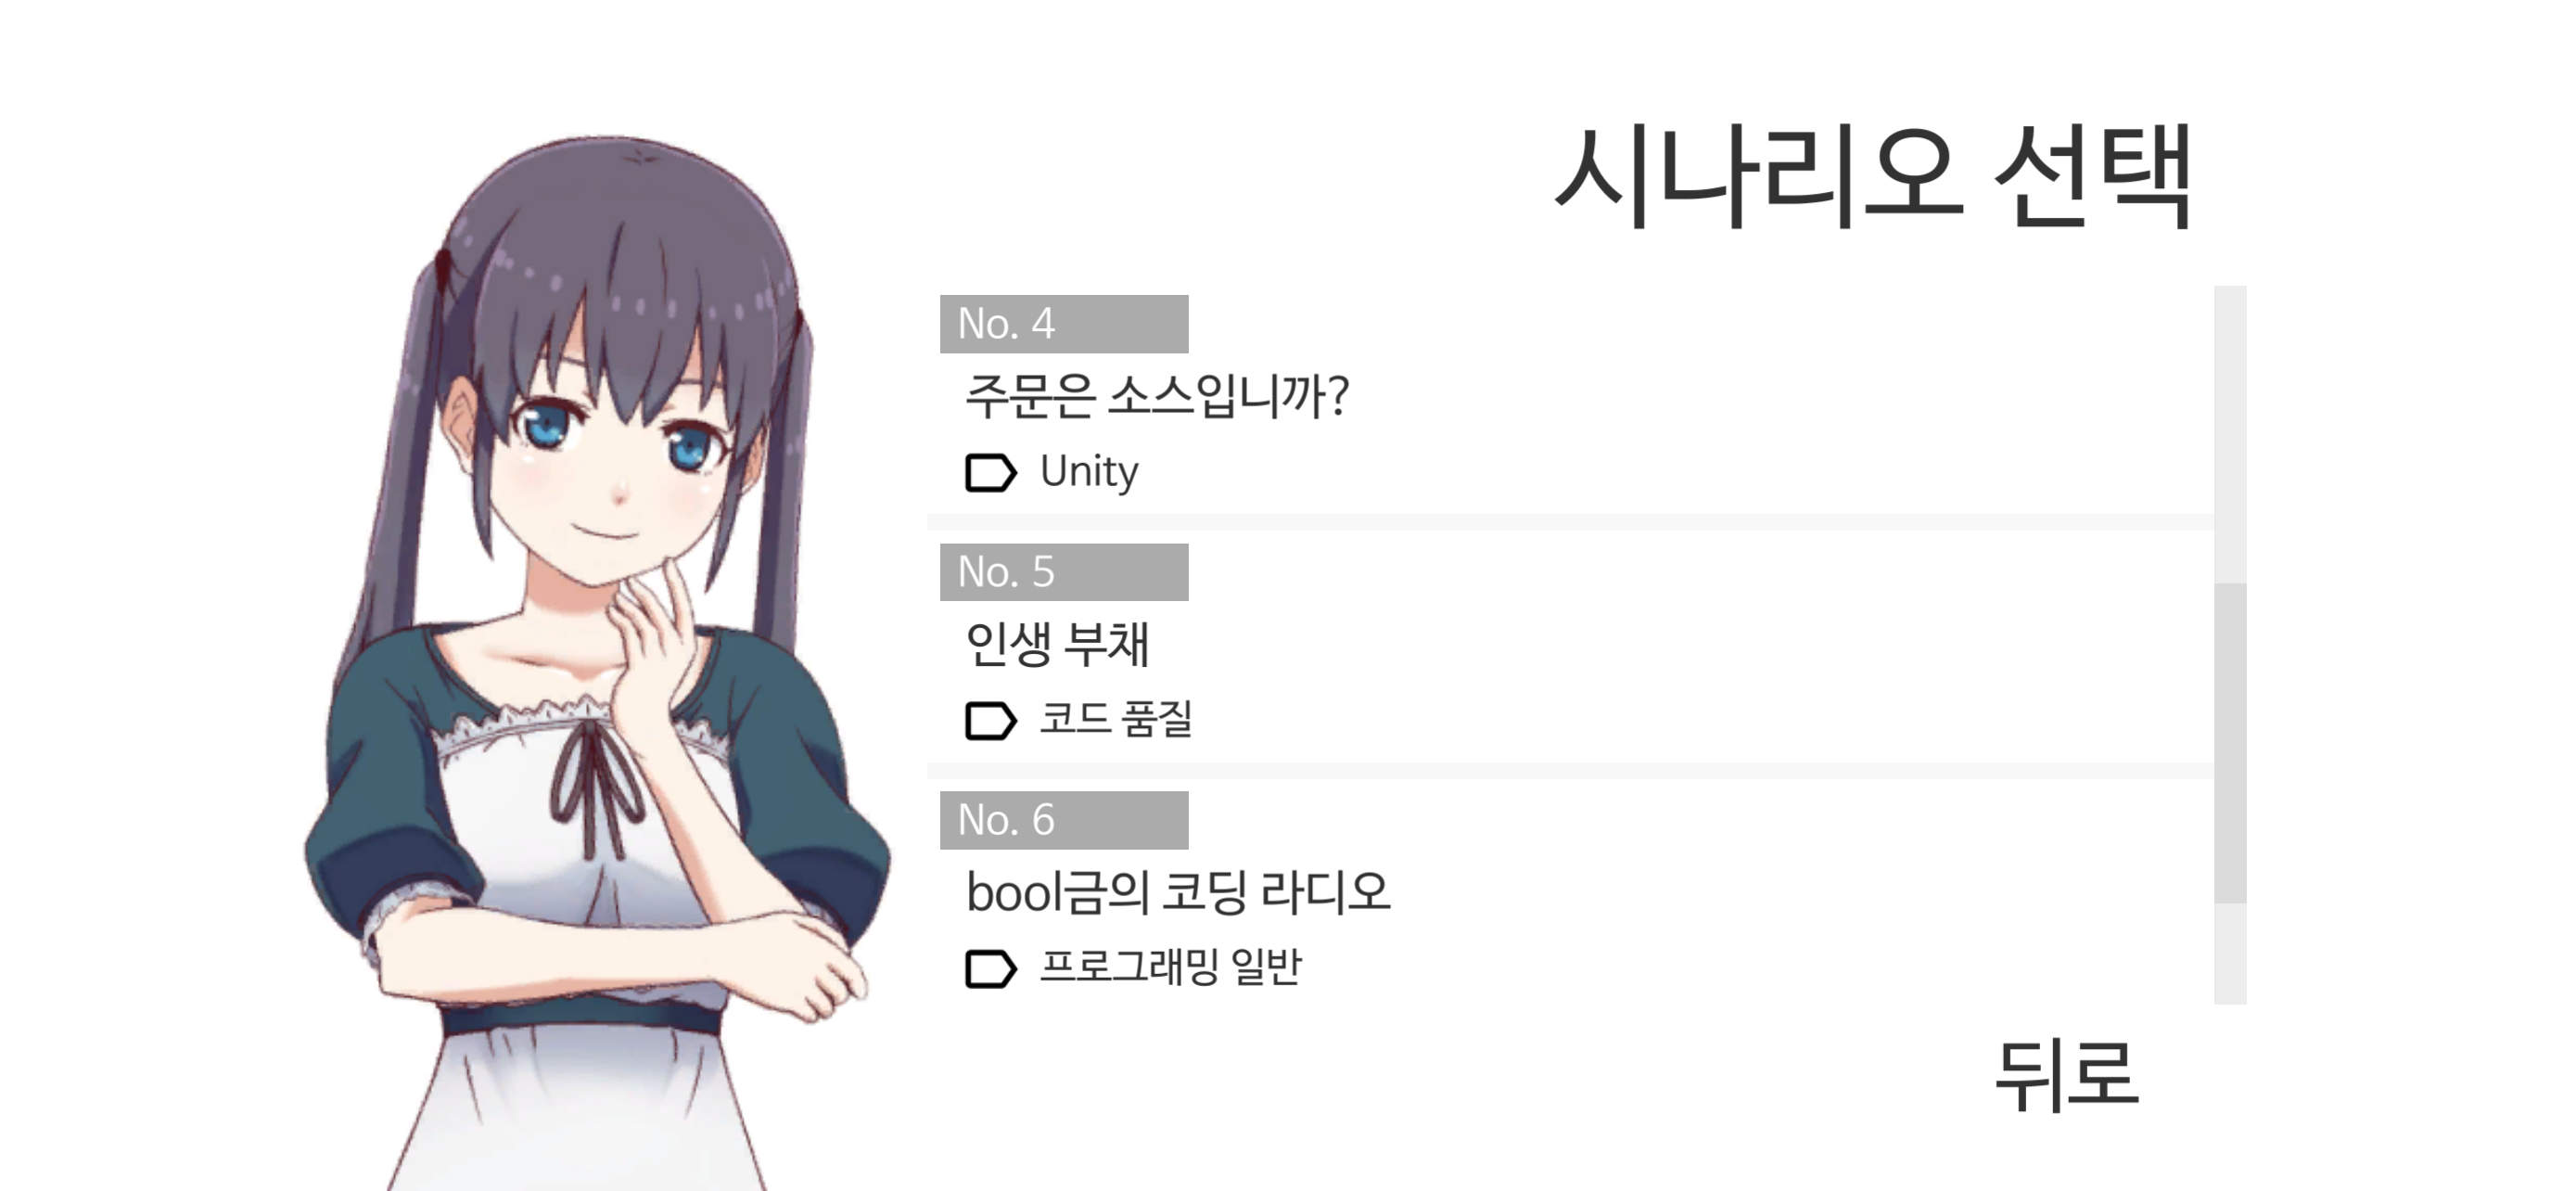 시나리오 선택
No. 4
주문은 소스입니까?
Unity
No. 5
인생 부채
코드 품질
No. 6
bool금의 코딩 라디오
프로그래밍 일반
뒤로